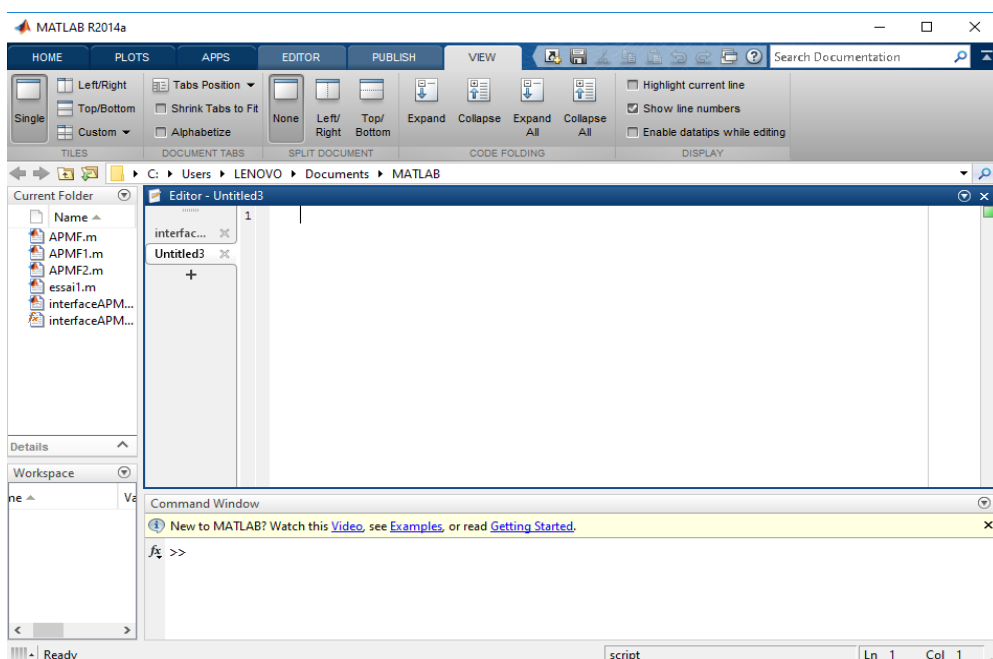 MATLAB R2014a
HOME PLOTS APPS EDITOR PUBLISH VIEW Search Documentation
Single Left/Right Top/Bottom Custom
Tabs Position Shrink Tabs to Fit Alphabetize
None Left/ Right Top/ Bottom
Expand Collapse Expand All Collapse All
Highlight current line
Show line numbers
Enable datatips while editing
TILES DOCUMENT TABS SPLIT DOCUMENT CODE FOLDING DISPLAY
C: Users LENOVO Documents MATLAB
Current Folder
Name
APMF.m
APMF1.m
APMF2.m
essai1.m
interfaceAPM...
interfaceAPM...
Details
Workspace
ne Va
Editor - Untitled3
interfac...
Untitled3
+
1
Command Window
New to MATLAB? Watch this Video, see Examples, or read Getting Started.
fx >>
Ready script Ln 1 Col 1